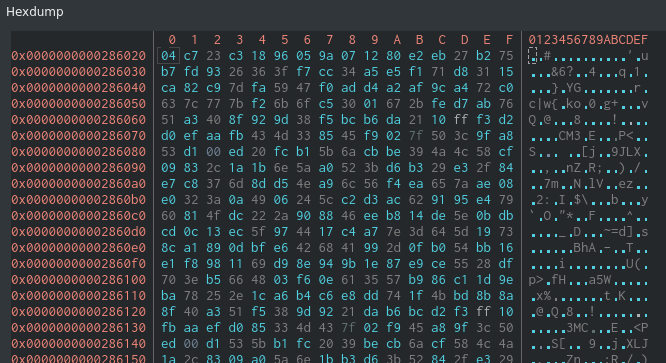 Hexdump
0 1 2 3 4 5 6 7 8 9 A B C D E F 0123456789ABCDEF
0x0000000000286020 04 c7 23 c3 18 96 05 9a 07 12 80 e2 eb 27 b2 75 ..#..........'.u
0x0000000000286030 b7 fd 93 26 36 3f f7 cc 34 a5 e5 f1 71 d8 31 15 ...&6?..4...q.1.
0x0000000000286040 ca 82 c9 7d fa 59 47 f0 ad d4 a2 af 9c a4 72 c0 ...}.YG.......r.
0x0000000000286050 63 7c 77 7b f2 6b 6f c5 30 01 67 2b fe d7 ab 76 c|w{.ko.0.g+...v
0x0000000000286060 51 a3 40 8f 92 9d 38 f5 bc b6 da 21 10 ff f3 d2 Q.@...8....!....
0x0000000000286070 d0 ef aa fb 43 4d 33 85 45 f9 02 7f 50 3c 9f a8 ....CM3.E...P<..
0x0000000000286080 53 d1 00 ed 20 fc b1 5b 6a cb be 39 4a 4c 58 cf S... ..[j..9JLX.
0x0000000000286090 09 83 2c 1a 1b 6e 5a a0 52 3b d6 b3 29 e3 2f 84 ..,..nZ.R;..)./.
0x00000000002860a0 e7 c8 37 6d 8d d5 4e a9 6c 56 f4 ea 65 7a ae 08 ..7m..N.lV..ez..
0x00000000002860b0 e0 32 3a 0a 49 06 24 5c c2 d3 ac 62 91 95 e4 79 .2:.I.$\...b...y
0x00000000002860c0 60 81 4f dc 22 2a 90 88 46 ee b8 14 de 5e 0b db `.O."*..F....^..
0x00000000002860d0 cd 0c 13 ec 5f 97 44 17 c4 a7 7e 3d 64 5d 19 73 ...._.D...~=d].s
0x00000000002860e0 8c a1 89 0d bf e6 42 68 41 99 2d 0f b0 54 bb 16 ......BhA.-..T..
0x00000000002860f0 e1 f8 98 11 69 d9 8e 94 9b 1e 87 e9 ce 55 28 df ....i........U(.
0x0000000000286100 70 3e b5 66 48 03 f6 0e 61 35 57 b9 86 c1 1d 9e p>.fH...a5W.....
0x0000000000286110 ba 78 25 2e 1c a6 b4 c6 e8 dd 74 1f 4b bd 8b 8a .x%.......t.K...
0x0000000000286120 8f 40 a3 51 f5 38 9d 92 21 da b6 bc d2 f3 ff 10 .@.Q.8..!.......
0x0000000000286130 fb aa ef d0 85 33 4d 43 7f 02 f9 45 a8 9f 3c 50 .....3MC...E..<P
0x0000000000286140 ed 00 d1 53 5b b1 fc 20 39 be cb 6a cf 58 4c 4a ...S[.. 9..j.XLJ
0x0000000000286150 1a 2c 83 09 a0 5a 6e 1b b3 d6 3b 52 84 2f e3 29 .,...Zn...;R./.)